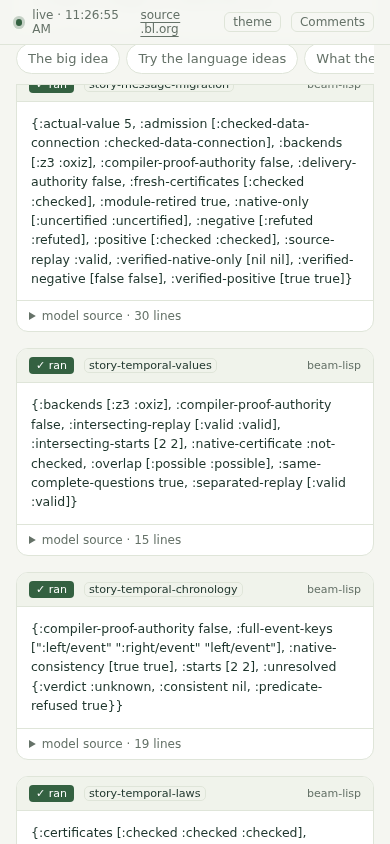 live · 11:26:55 AM
source .bl.org
theme
Comments
The big idea
Try the language ideas
What the
✓ ran story-message-migration beam-lisp
{:actual-value 5, :admission [:checked-data-
connection :checked-data-connection], :backends
[:z3 :oxiz], :compiler-proof-authority false, :delivery-
authority false, :fresh-certificates [:checked
:checked], :module-retired true, :native-only
[:uncertified :uncertified], :negative [:refuted
:refuted], :positive [:checked :checked], :source-
replay :valid, :verified-native-only [nil nil], :verified-
negative [false false], :verified-positive [true true]}
▶ model source · 30 lines
✓ ran story-temporal-values beam-lisp
{:backends [:z3 :oxiz], :compiler-proof-authority
false, :intersecting-replay [:valid :valid],
:intersecting-starts [2 2], :native-certificate :not-
checked, :overlap [:possible :possible], :same-
complete-questions true, :separated-replay [:valid
:valid]}
▶ model source · 15 lines
✓ ran story-temporal-chronology beam-lisp
{:compiler-proof-authority false, :full-event-keys
[":left/event" ":right/event" "left/event"], :native-
consistency [true true], :starts [2 2], :unresolved
{:verdict :unknown, :consistent nil, :predicate-
refused true}}
▶ model source · 19 lines
✓ ran story-temporal-laws beam-lisp
{:certificates [:checked :checked :checked],